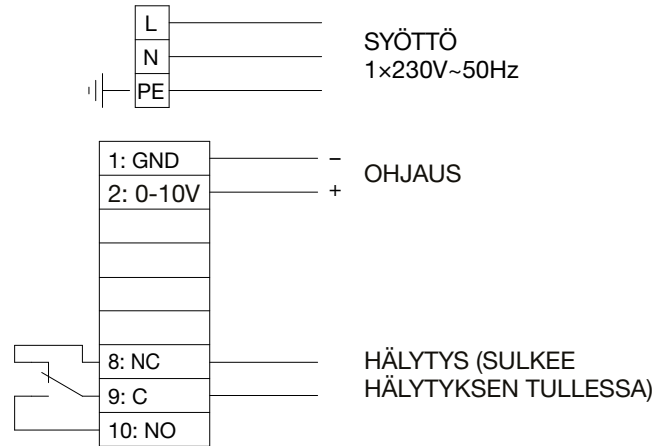 L
N
PE
SYÖTTÖ
1×230V~50Hz
1: GND
2: 0-10V
−
+
OHJAUS
8: NC
9: C
10: NO
HÄLYTYS (SULKEE
HÄLYTYKSEN TULLESSA)